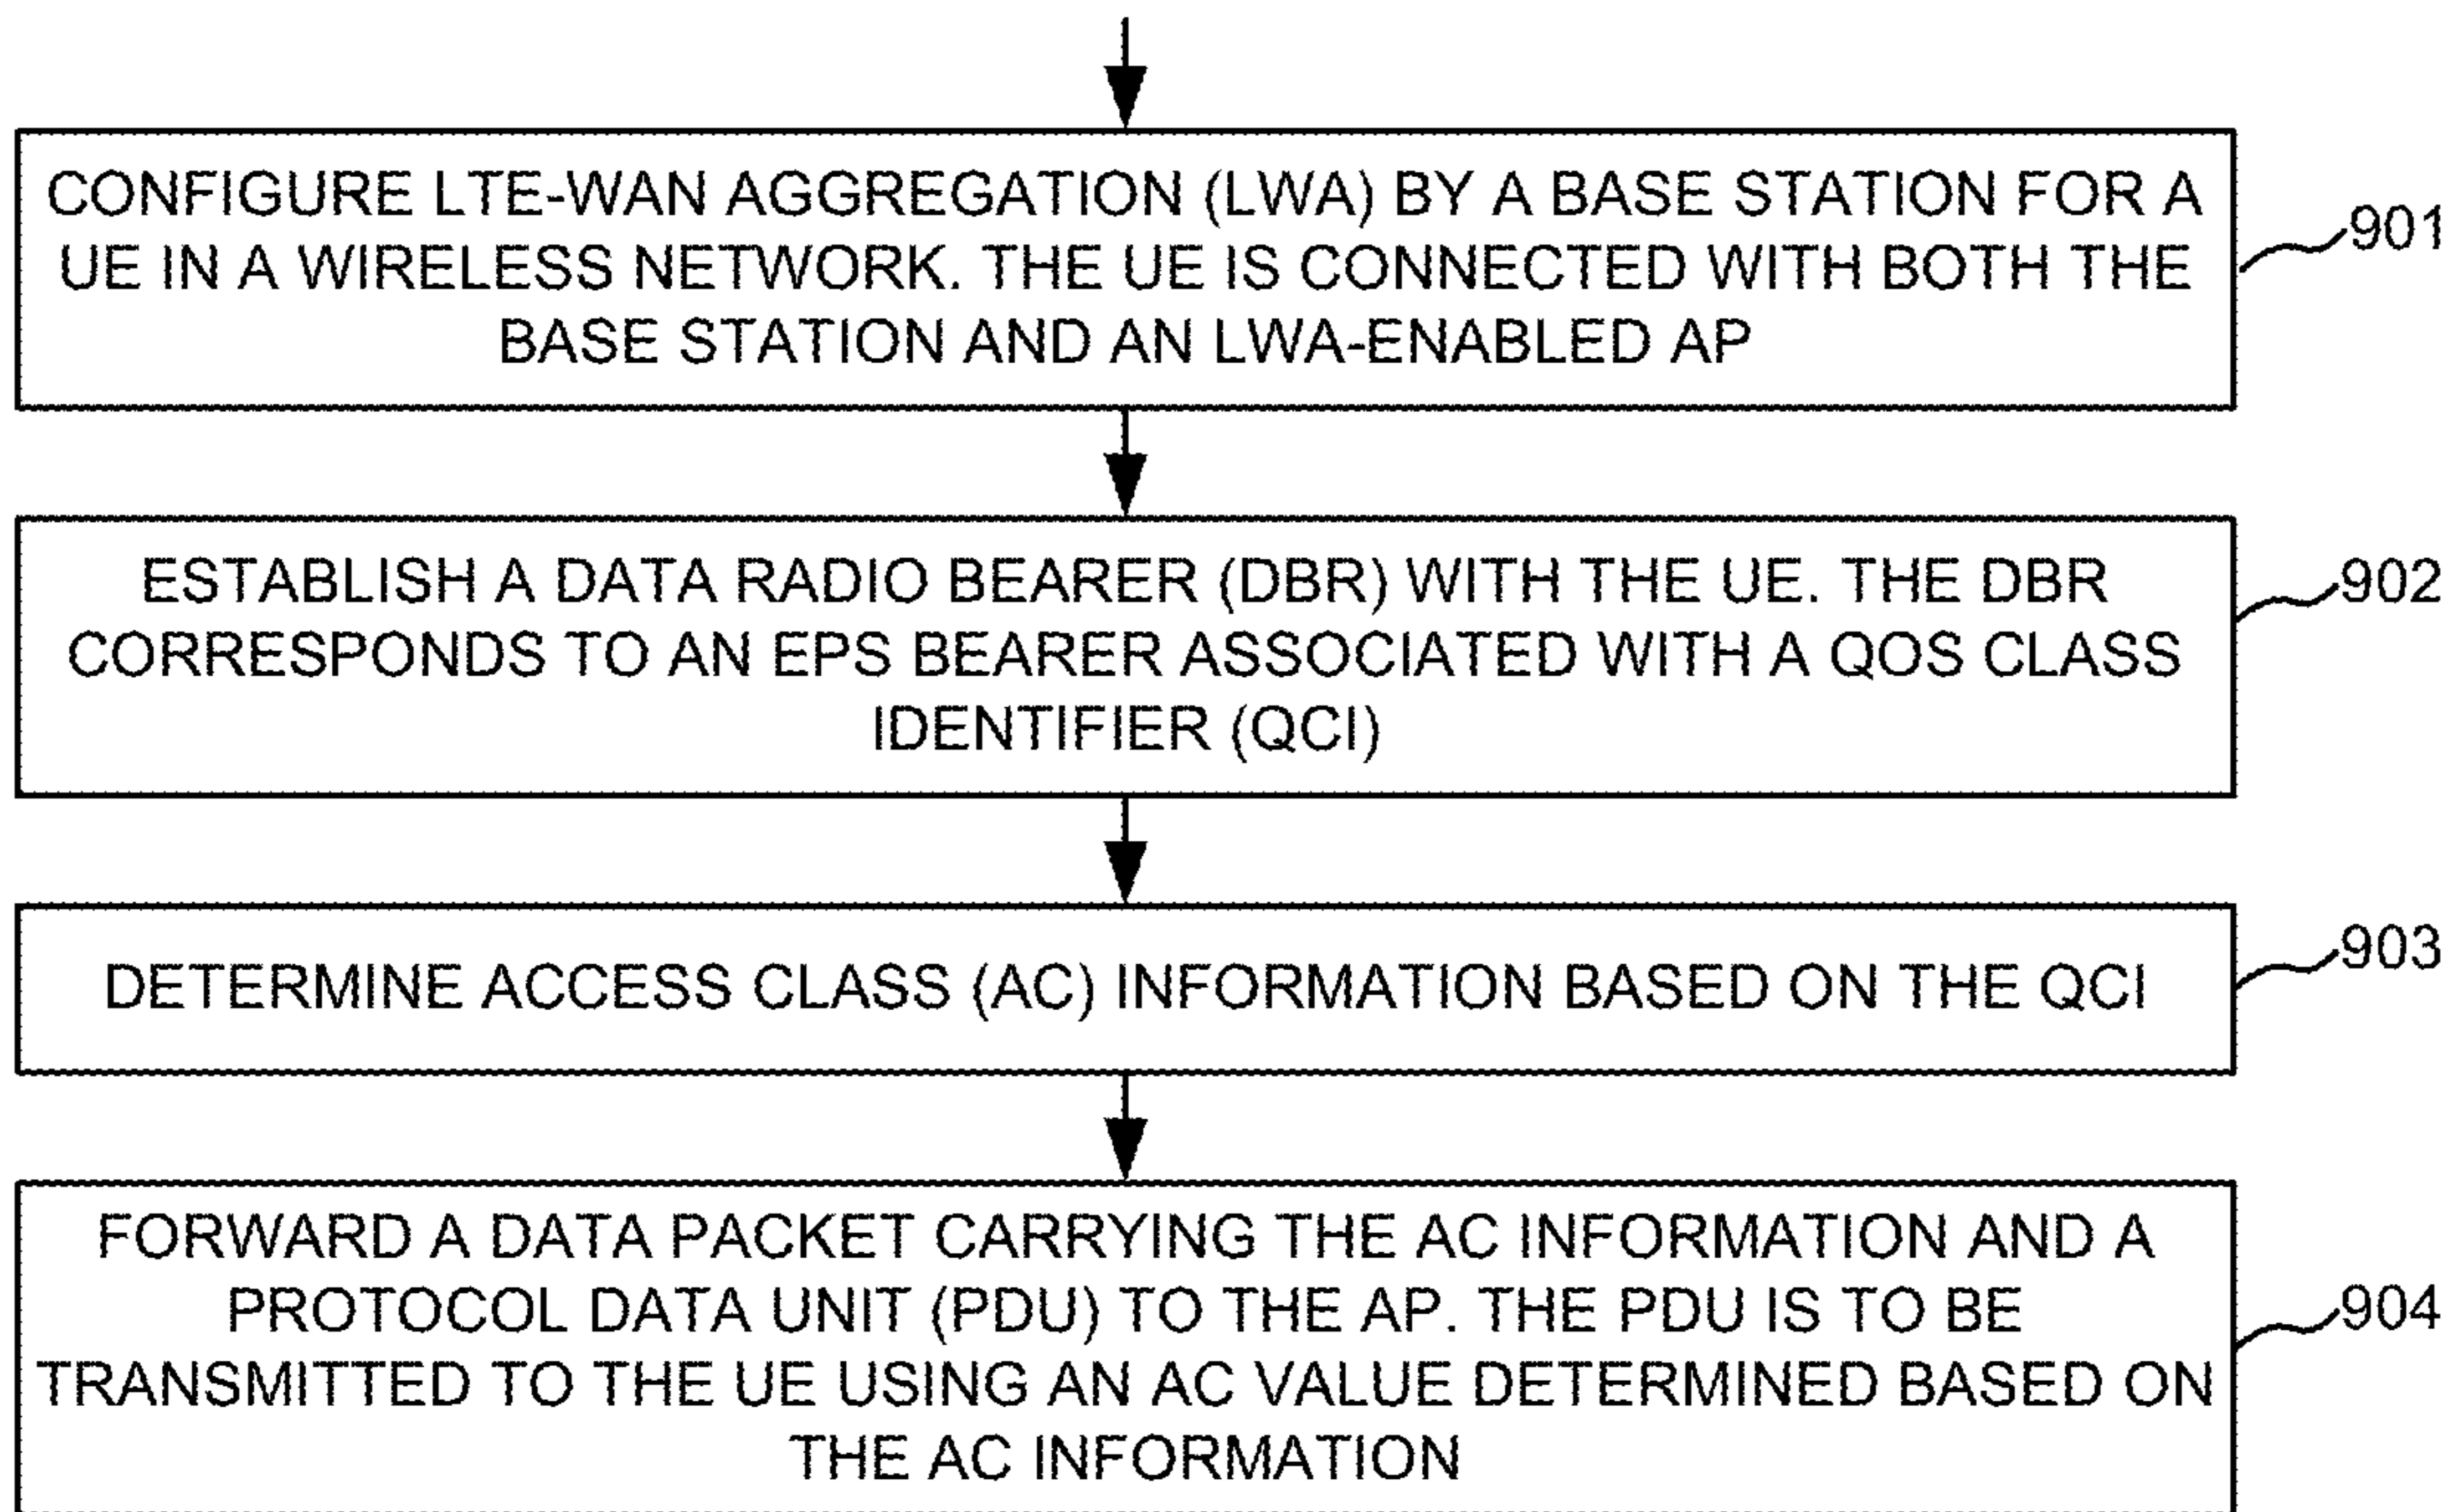 CONFIGURE LTE-WAN AGGREGATION (LWA) BY A BASE STATION FOR A
UE IN A WIRELESS NETWORK. THE UE IS CONNECTED WITH BOTH THE
BASE STATION AND AN LWA-ENABLED AP
901
ESTABLISH A DATA RADIO BEARER (DBR) WITH THE UE. THE DBR
CORRESPONDS TO AN EPS BEARER ASSOCIATED WITH A QOS CLASS
IDENTIFIER (QCI)
902
DETERMINE ACCESS CLASS (AC) INFORMATION BASED ON THE QCI
903
FORWARD A DATA PACKET CARRYING THE AC INFORMATION AND A
PROTOCOL DATA UNIT (PDU) TO THE AP. THE PDU IS TO BE
TRANSMITTED TO THE UE USING AN AC VALUE DETERMINED BASED ON
THE AC INFORMATION
904